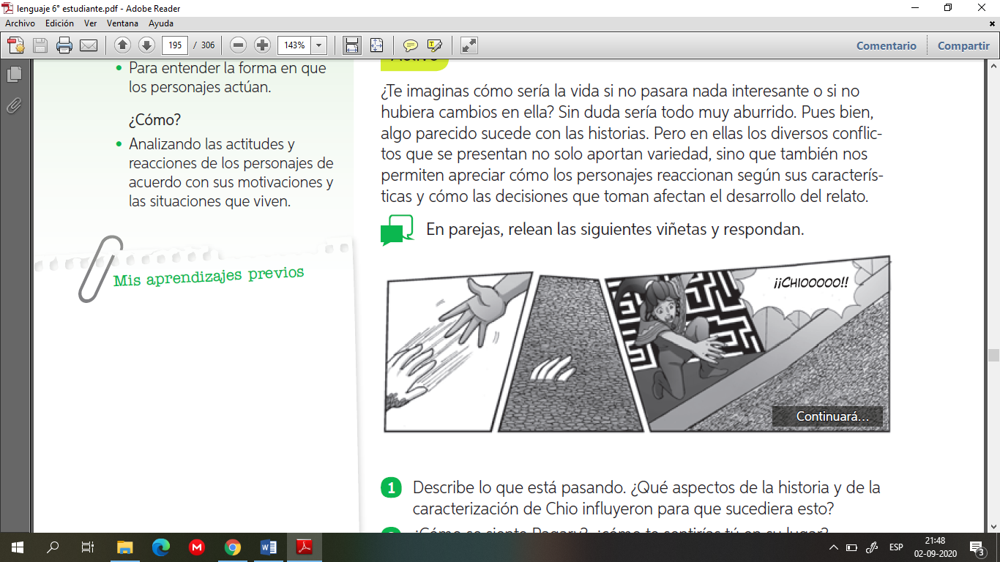 lenguaje 6° estudiante.pdf - Adobe Reader
Archivo Edición Ver Ventana Ayuda
195 / 306
143%
Comentario
Compartir
• Para entender la forma en que
los personajes actúan.
¿Cómo?
• Analizando las actitudes y
reacciones de los personajes de
acuerdo con sus motivaciones y
las situaciones que viven.
Mis aprendizajes previos
¿Te imaginas cómo sería la vida si no pasara nada interesante o si no
hubiera cambios en ella? Sin duda sería todo muy aburrido. Pues bien,
algo parecido sucede con las historias. Pero en ellas los diversos conflic-
tos que se presentan no solo aportan variedad, sino que también nos
permiten apreciar cómo los personajes reaccionan según sus caracterís-
ticas y cómo las decisiones que toman afectan el desarrollo del relato.
En parejas, relean las siguientes viñetas y respondan.
¡¡CHIOOOOO!!
Continuará...
1 Describe lo que está pasando. ¿Qué aspectos de la historia y de la
caracterización de Chio influyeron para que sucediera esto?
¿Cómo se siente Pagary? ¿cómo te sentirías tú en su lugar?
ESP
21:48
02-09-2020
3